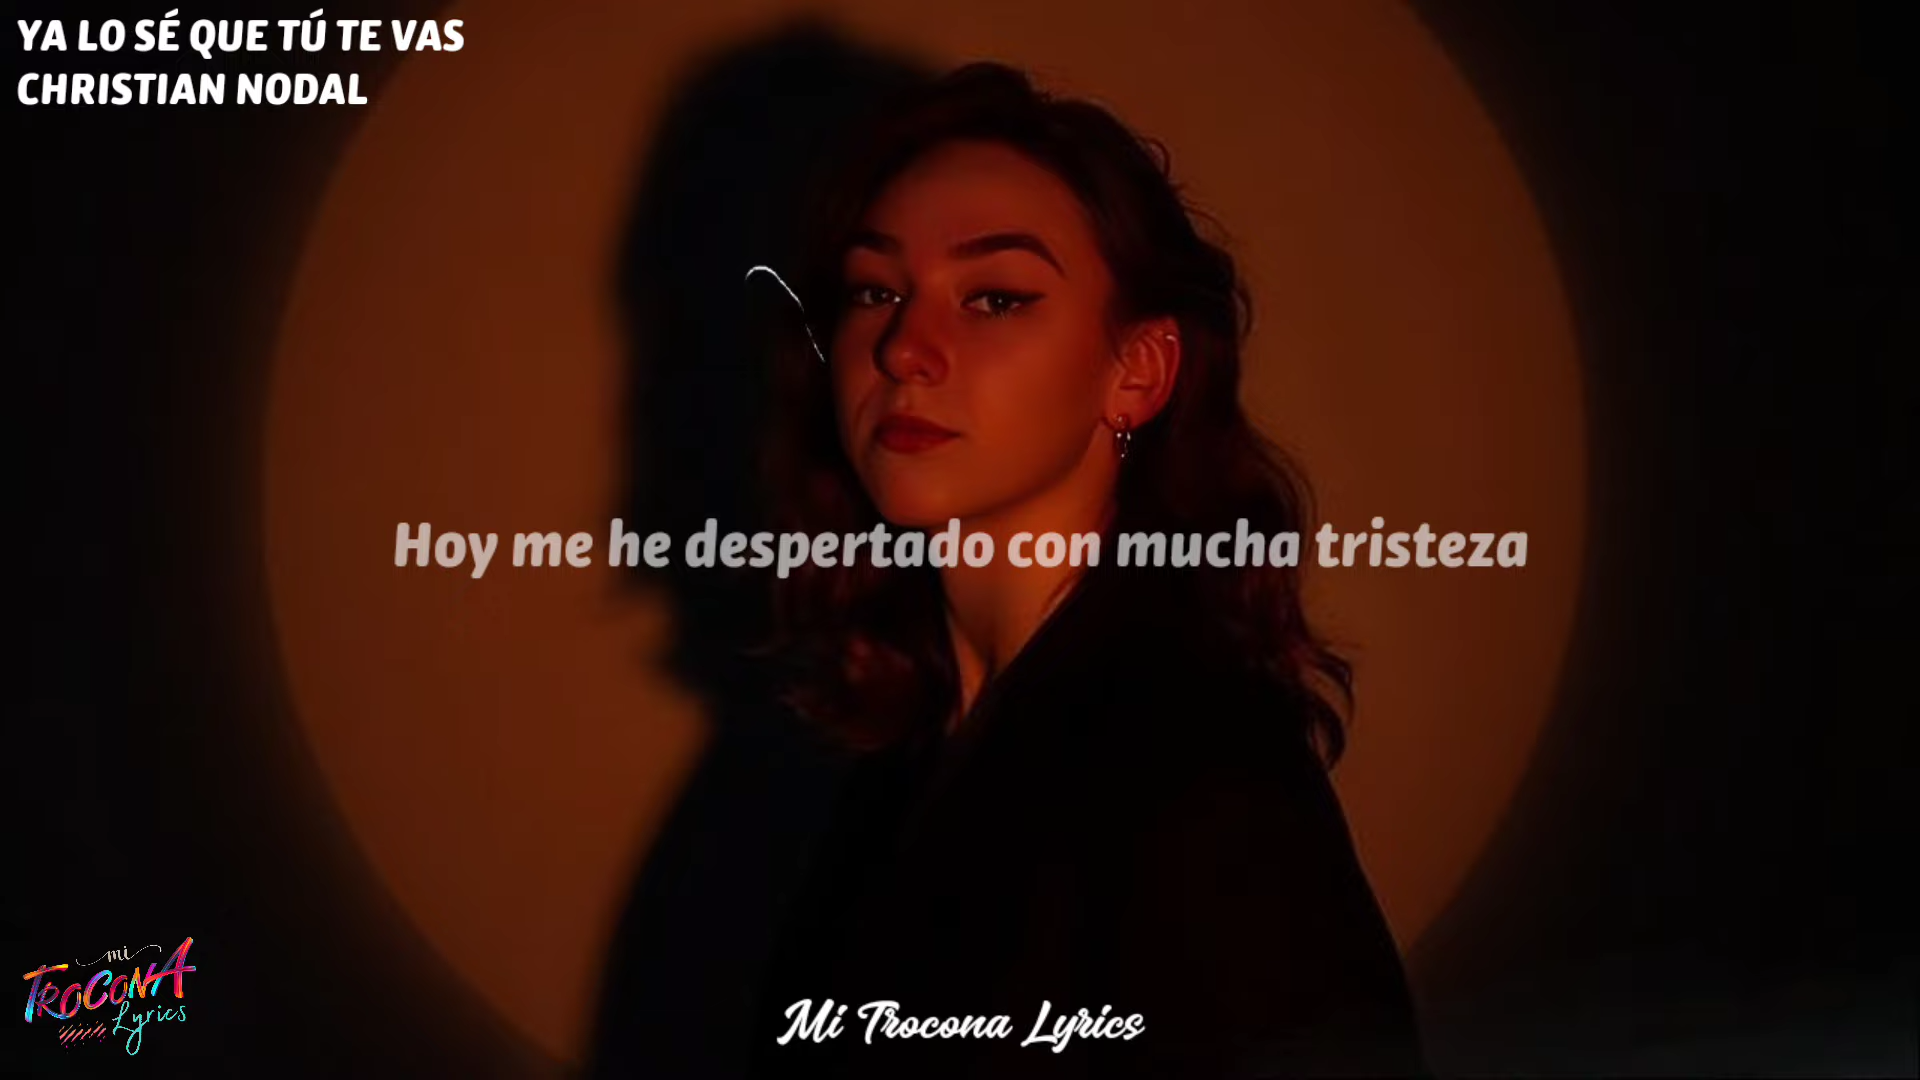 YA LO SÉ QUE TÚ TE VAS
CHRISTIAN NODAL
Hoy me he despertado con mucha tristeza
mi
TROCONA
Lyrics
Mi Trocona Lyrics